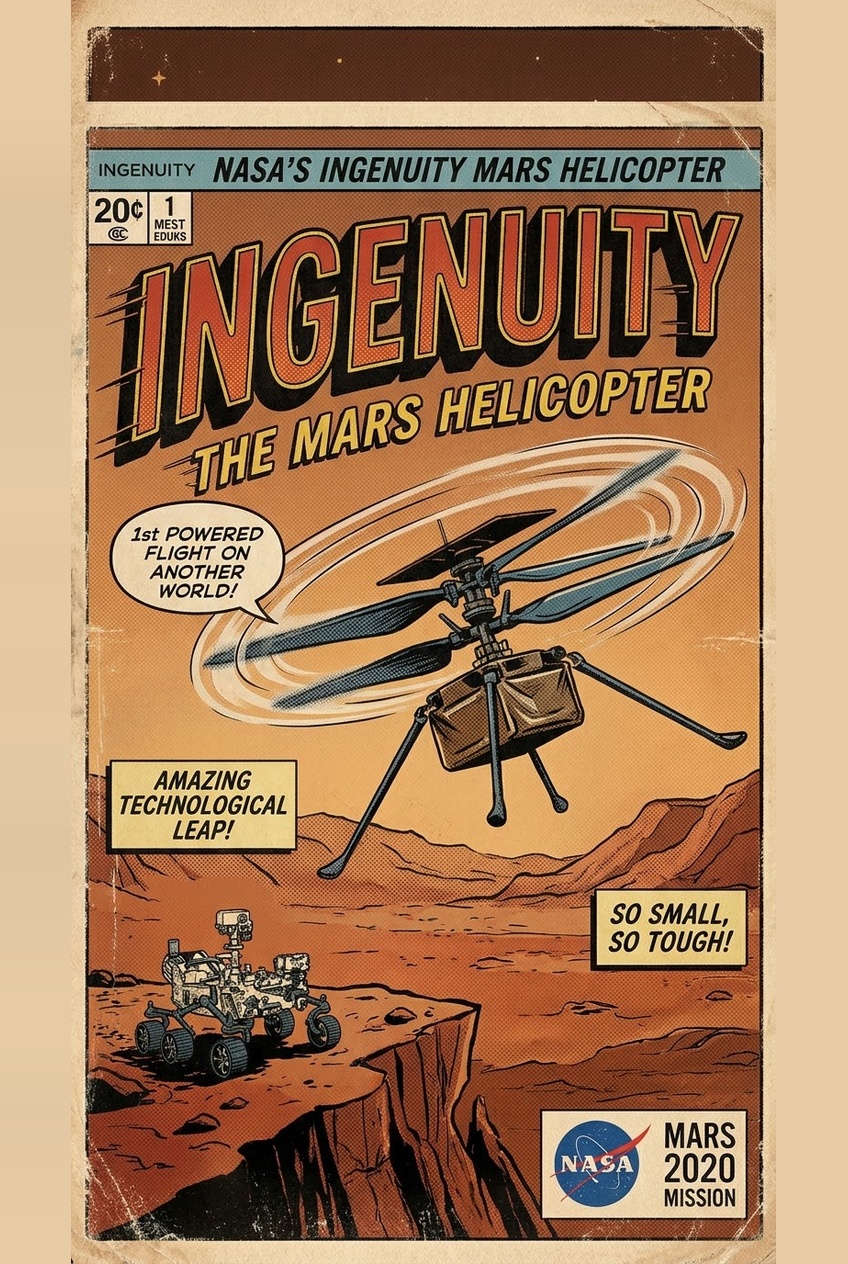 INGENUITY NASA'S INGENUITY MARS HELICOPTER
20¢
CGC
1
MEST
EDUKS
INGENUITY
THE MARS HELICOPTER
1st POWERED
FLIGHT ON
ANOTHER
WORLD!
AMAZING
TECHNOLOGICAL
LEAP!
SO SMALL,
SO TOUGH!
NASA
MARS
2020
MISSION